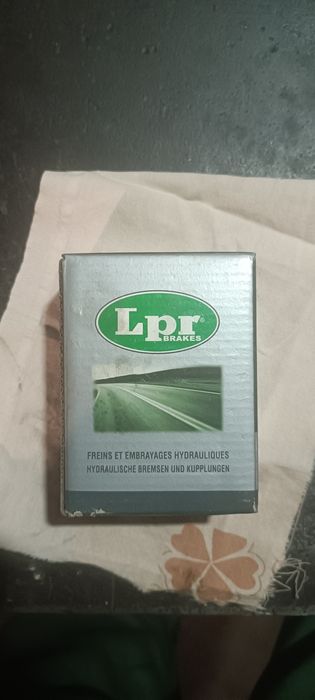 Lpr®
BRAKES
FREINS ET EMBRAYAGES HYDRAULIQUES
HYDRAULISCHE BREMSEN UND KUPPLUNGEN